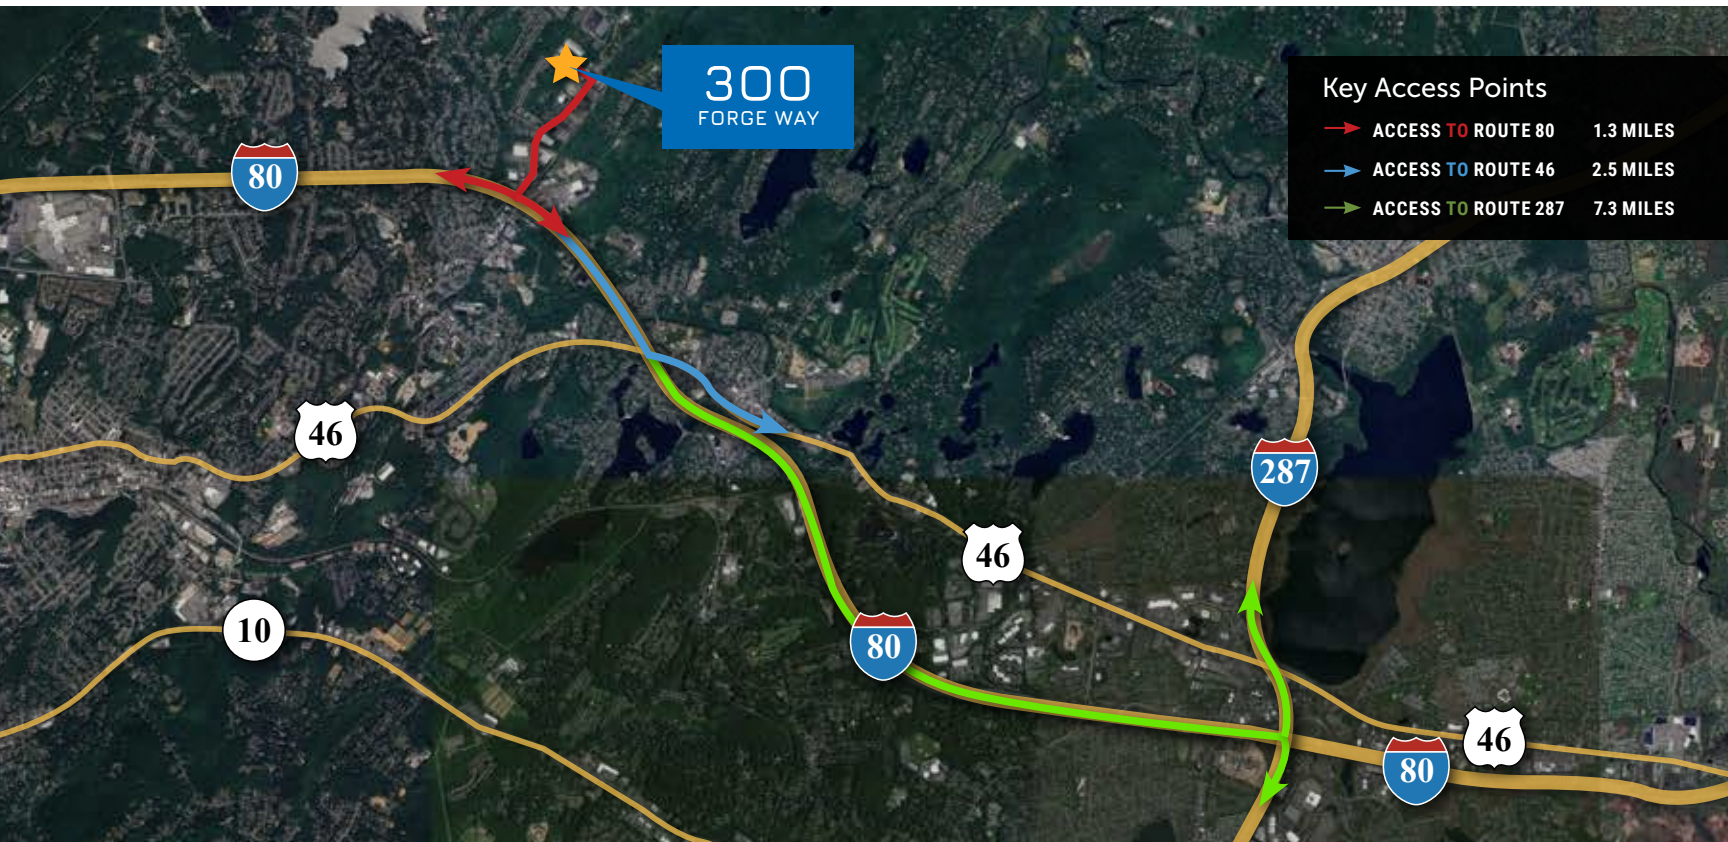 300
FORGE WAY
Key Access Points
ACCESS TO ROUTE 80 1.3 MILES
ACCESS TO ROUTE 46 2.5 MILES
ACCESS TO ROUTE 287 7.3 MILES
80
46
287
46
10
80
46
80